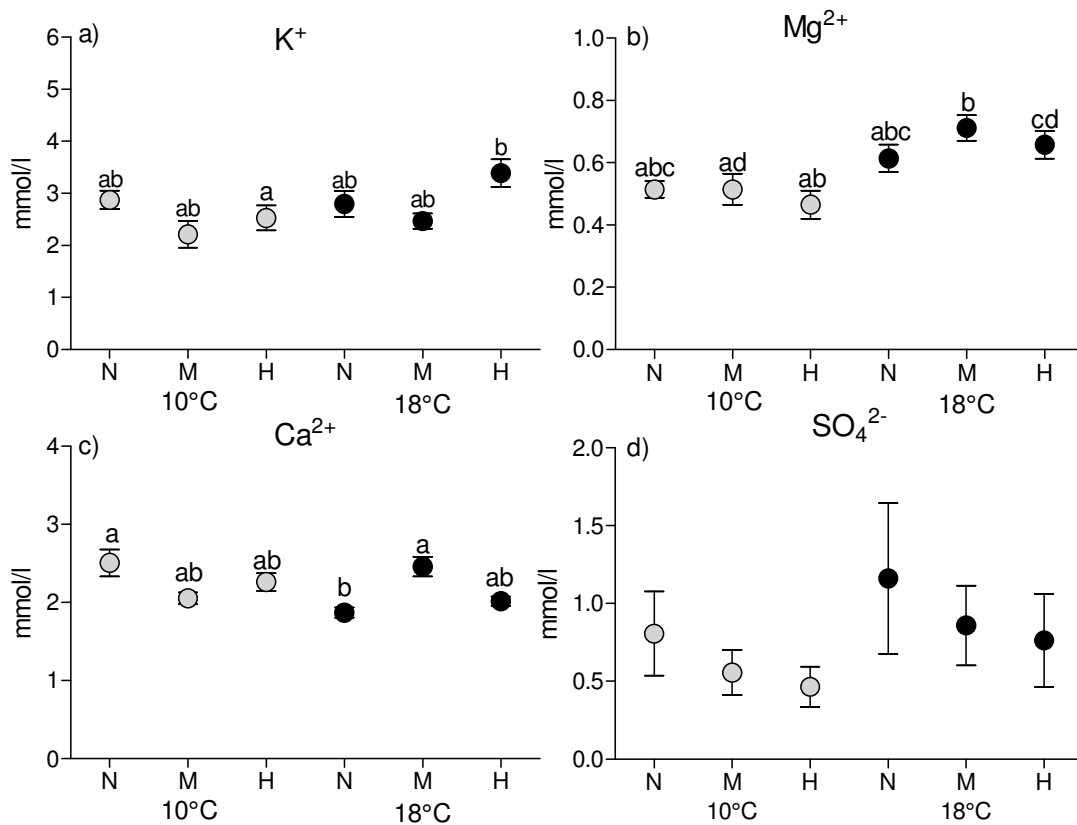 a) K⁺
6
5
4
3
2
1
0
mmol/l
ab ab a ab ab b
N M H N M H
10°C 18°C
b) Mg²⁺
1.0
0.8
0.6
0.4
0.2
0.0
mmol/l
abc ad ab abc b cd
N M H N M H
10°C 18°C
c) Ca²⁺
4
3
2
1
0
mmol/l
a ab ab b a ab
N M H N M H
10°C 18°C
d) SO₄²⁻
2.0
1.5
1.0
0.5
0.0
mmol/l
N M H N M H
10°C 18°C